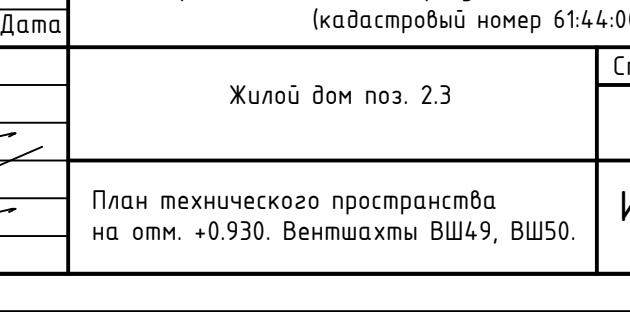 Дата
(кадастровый номер 61:44:00
Жилой дом поз. 2.3
План технического пространства
на отм. +0.930. Вентшахты ВШ49, ВШ50.